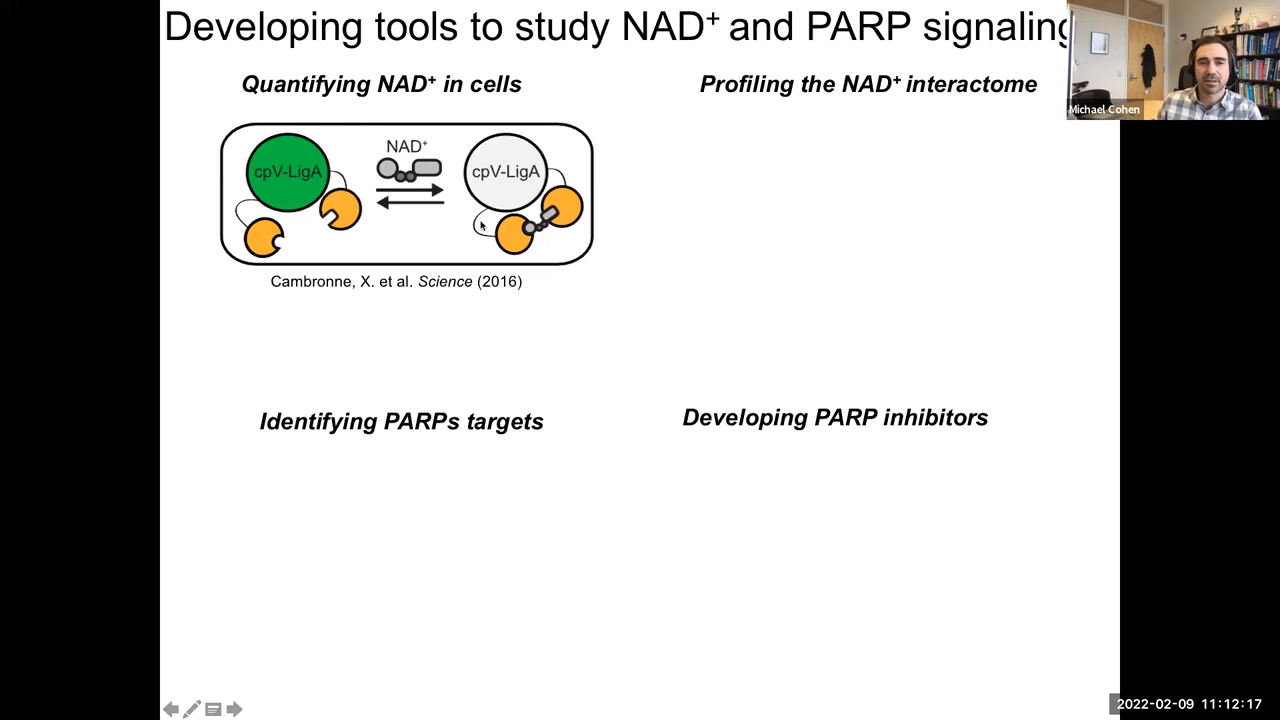 Developing tools to study NAD⁺ and PARP signaling
Michael Cohen
Quantifying NAD⁺ in cells
Profiling the NAD⁺ interactome
cpV-LigA
NAD⁺
cpV-LigA
Cambronne, X. et al. Science (2016)
Identifying PARPs targets
Developing PARP inhibitors
2022-02-09 11:12:17